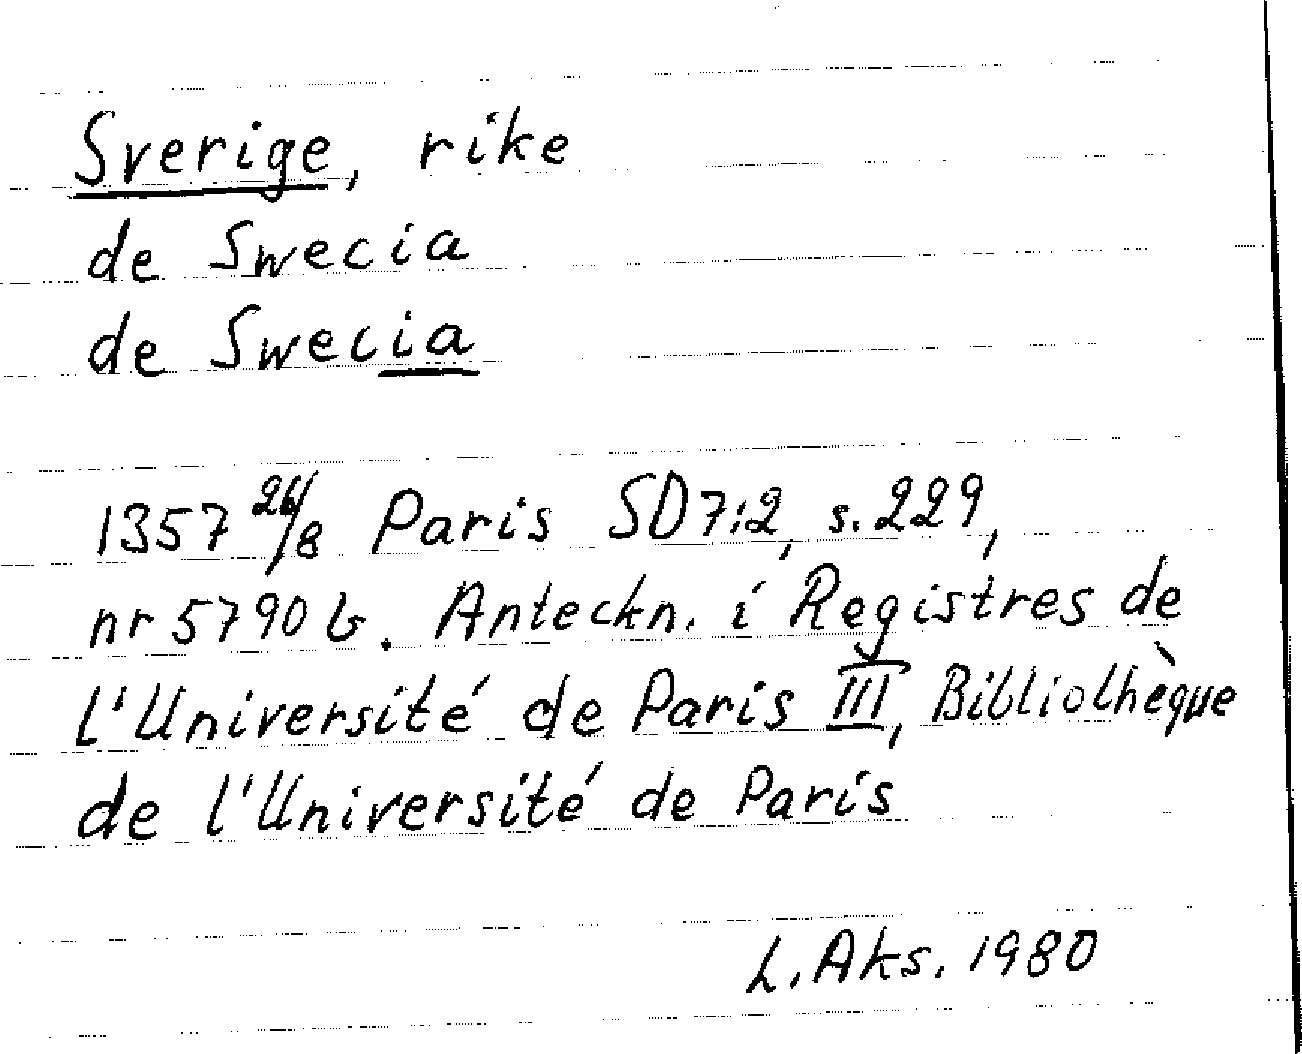 Sverige, rike
de Swecia
de Swecia
1357 26/8 Paris SD 7:2, s. 229,
nr 5790 b. Anteckn. i Registres de
l'Université de Paris III, Bibliothèque
de l'Université de Paris
L. Aks. 1980